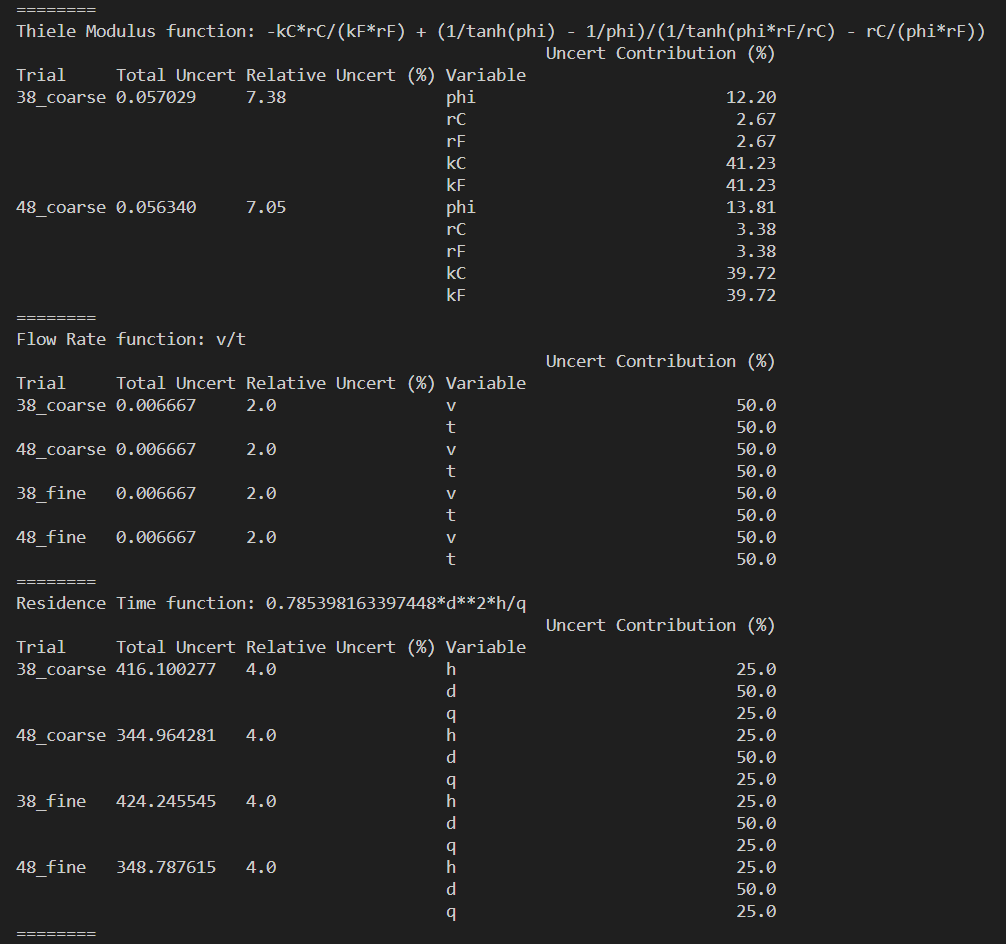 ========
Thiele Modulus function: -kC*rC/(kF*rF) + (1/tanh(phi) - 1/phi)/(1/tanh(phi*rF/rC) - rC/(phi*rF))
Uncert Contribution (%)
Trial Total Uncert Relative Uncert (%) Variable
38_coarse 0.057029 7.38 phi 12.20
rC 2.67
rF 2.67
kC 41.23
kF 41.23
48_coarse 0.056340 7.05 phi 13.81
rC 3.38
rF 3.38
kC 39.72
kF 39.72
========
Flow Rate function: v/t
Uncert Contribution (%)
Trial Total Uncert Relative Uncert (%) Variable
38_coarse 0.006667 2.0 v 50.0
t 50.0
48_coarse 0.006667 2.0 v 50.0
t 50.0
38_fine 0.006667 2.0 v 50.0
t 50.0
48_fine 0.006667 2.0 v 50.0
t 50.0
========
Residence Time function: 0.785398163397448*d**2*h/q
Uncert Contribution (%)
Trial Total Uncert Relative Uncert (%) Variable
38_coarse 416.100277 4.0 h 25.0
d 50.0
q 25.0
48_coarse 344.964281 4.0 h 25.0
d 50.0
q 25.0
38_fine 424.245545 4.0 h 25.0
d 50.0
q 25.0
48_fine 348.787615 4.0 h 25.0
d 50.0
q 25.0
========